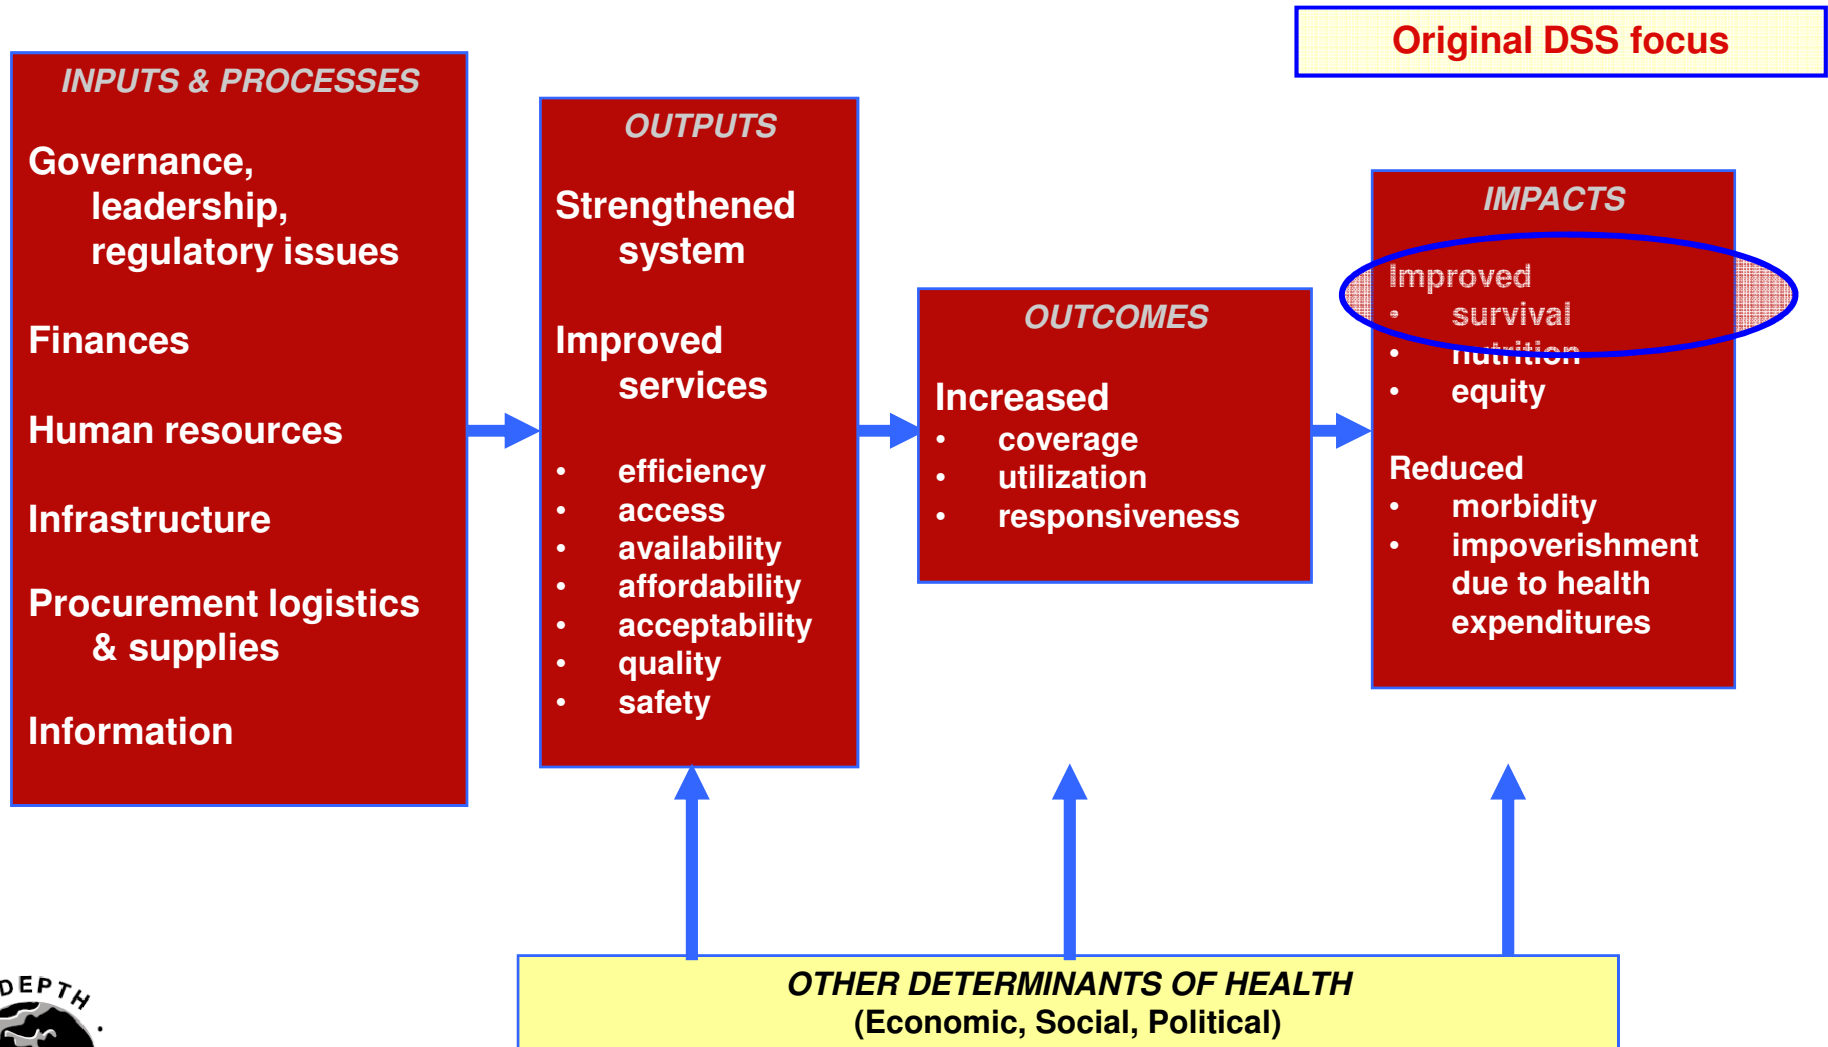 Original DSS focus
INPUTS & PROCESSES
Governance,
leadership,
regulatory issues
Finances
Human resources
Infrastructure
Procurement logistics
& supplies
Information
OUTPUTS
Strengthened
system
Improved
services
• efficiency
• access
• availability
• affordability
• acceptability
• quality
• safety
OUTCOMES
Increased
• coverage
• utilization
• responsiveness
IMPACTS
Improved
• survival
• nutrition
• equity
Reduced
• morbidity
• impoverishment
due to health
expenditures
OTHER DETERMINANTS OF HEALTH
(Economic, Social, Political)
DEPTH